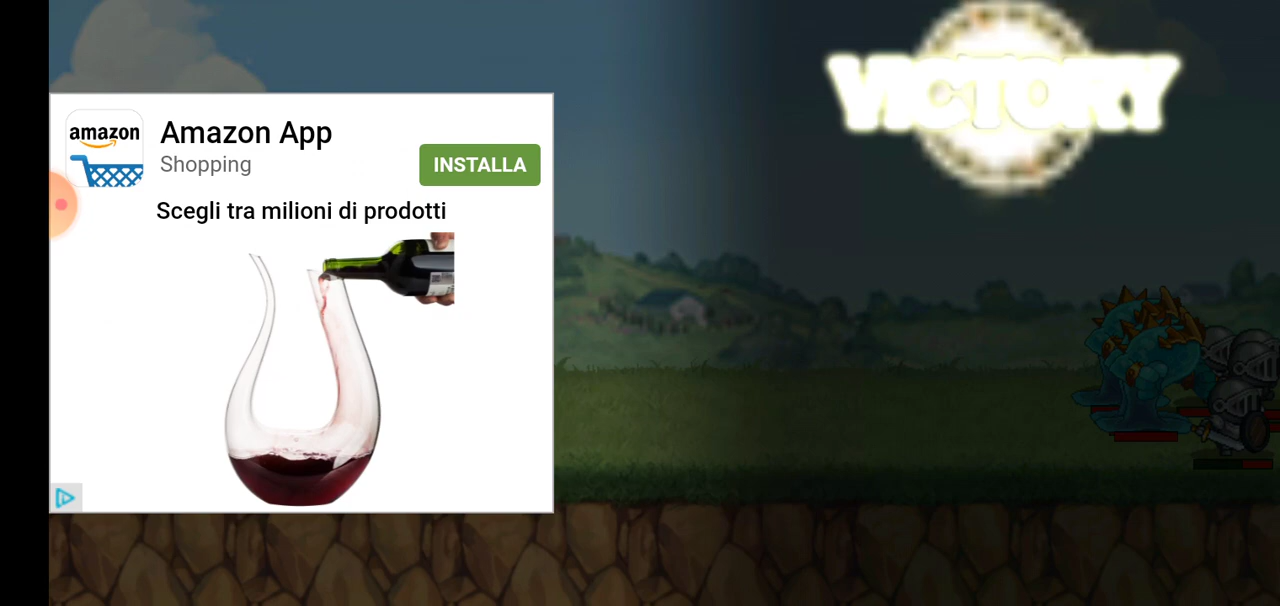 VICTORY
amazon
Amazon App
Shopping
INSTALLA
Scegli tra milioni di prodotti